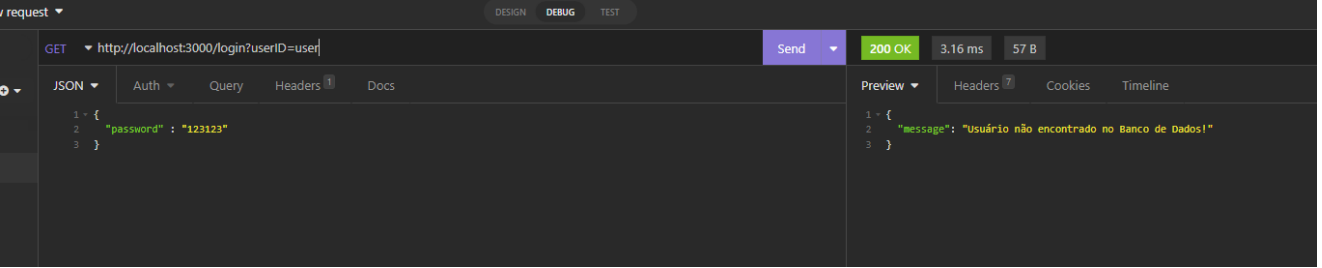 w request
DESIGN DEBUG TEST
GET http://localhost:3000/login?userID=user Send 200 OK 3.16 ms 57 B
JSON Auth Query Headers 1 Docs Preview Headers 7 Cookies Timeline
1 {
2 "password" : "123123"
3 }
1 {
2 "message": "Usuário não encontrado no Banco de Dados!"
3 }